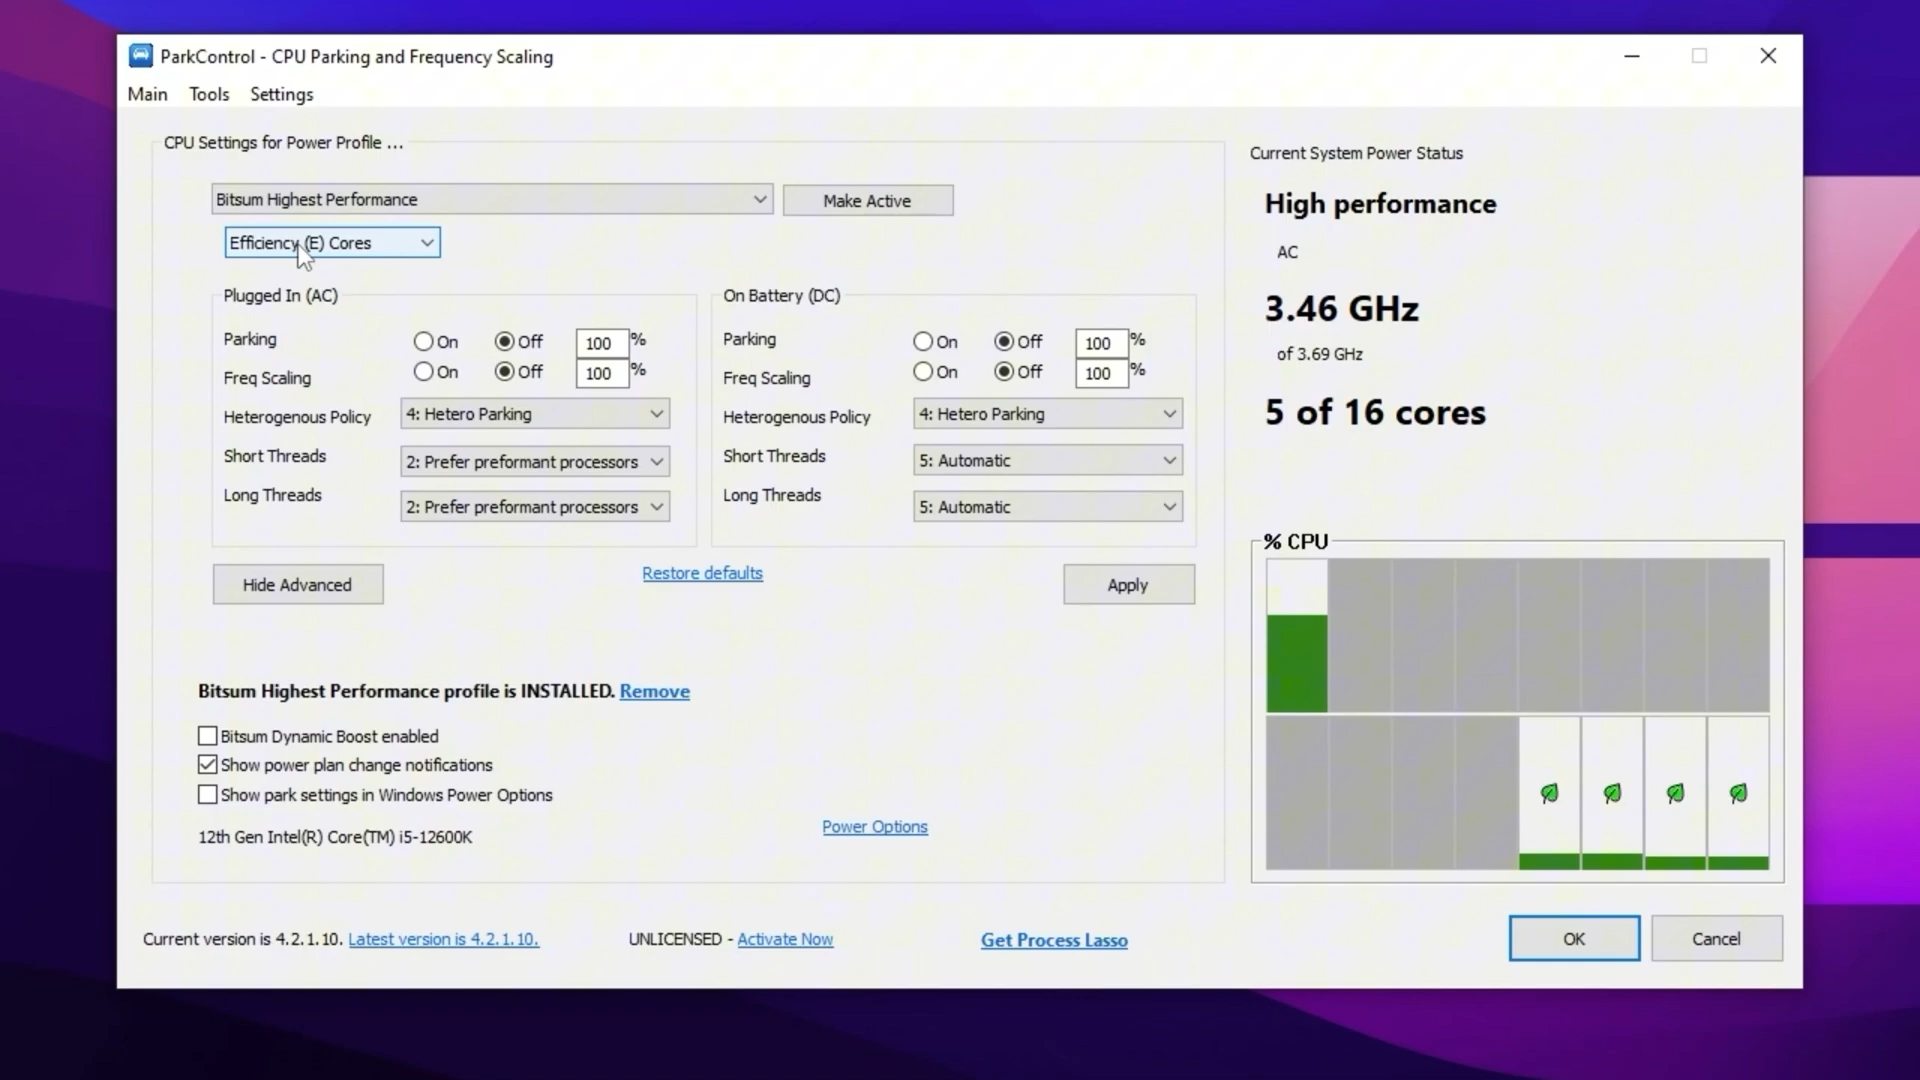 ParkControl - CPU Parking and Frequency Scaling
Main Tools Settings
CPU Settings for Power Profile ...
Bitsum Highest Performance
Make Active
Efficiency (E) Cores
Plugged In (AC)
Parking On Off 100 %
Freq Scaling On Off 100 %
Heterogenous Policy 4: Hetero Parking
Short Threads 2: Prefer preformant processors
Long Threads 2: Prefer preformant processors
On Battery (DC)
Parking On Off 100 %
Freq Scaling On Off 100 %
Heterogenous Policy 4: Hetero Parking
Short Threads 5: Automatic
Long Threads 5: Automatic
Hide Advanced
Restore defaults
Apply
Bitsum Highest Performance profile is INSTALLED. Remove
Bitsum Dynamic Boost enabled
Show power plan change notifications
Show park settings in Windows Power Options
12th Gen Intel(R) Core(TM) i5-12600K
Power Options
Current System Power Status
High performance
AC
3.46 GHz
of 3.69 GHz
5 of 16 cores
% CPU
Current version is 4.2.1.10. Latest version is 4.2.1.10.
UNLICENSED - Activate Now
Get Process Lasso
OK
Cancel